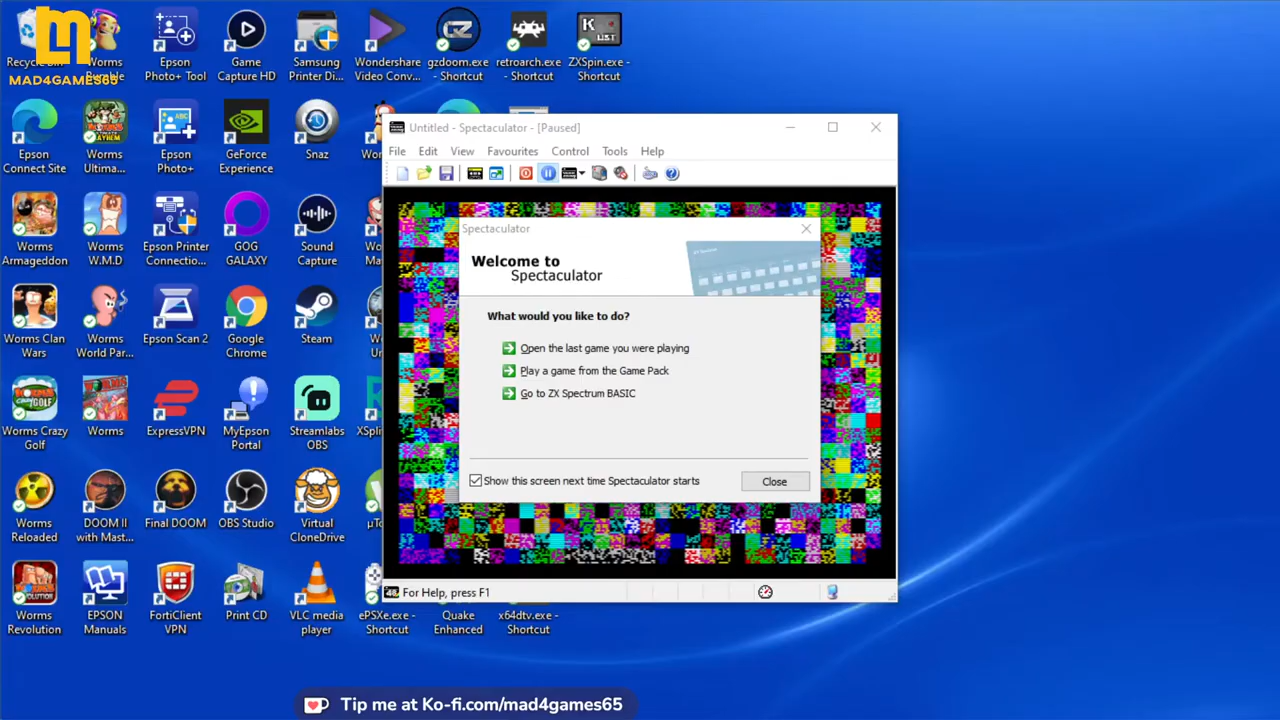 LM
MAD4GAMES65
Recycle Bin
Worms Rumble
Epson Photo+ Tool
Game Capture HD
Samsung Printer Di...
Wondershare Video Conv...
gzdoom.exe - Shortcut
retroarch.exe - Shortcut
ZXSpin.exe - Shortcut
K
LIST
Epson Connect Site
Worms Ultima...
Epson Photo+
GeForce Experience
Snaz
Worms Armageddon
Worms W.M.D
Epson Printer Connectio...
GOG GALAXY
Sound Capture
Worms Clan Wars
Worms World Par...
Epson Scan 2
Google Chrome
Steam
Worms Crazy Golf
Worms
ExpressVPN
MyEpson Portal
Streamlabs OBS
XSpli
Worms Reloaded
DOOM II with Mast...
Final DOOM
OBS Studio
Virtual CloneDrive
Worms Revolution
EPSON Manuals
FortiClient VPN
Print CD
VLC media player
ePSXe.exe - Shortcut
Quake Enhanced
x64dtv.exe - Shortcut
Untitled - Spectaculator - [Paused]
File Edit View Favourites Control Tools Help
Spectaculator
Welcome to
Spectaculator
What would you like to do?
Open the last game you were playing
Play a game from the Game Pack
Go to ZX Spectrum BASIC
Show this screen next time Spectaculator starts
Close
For Help, press F1
Tip me at Ko-fi.com/mad4games65